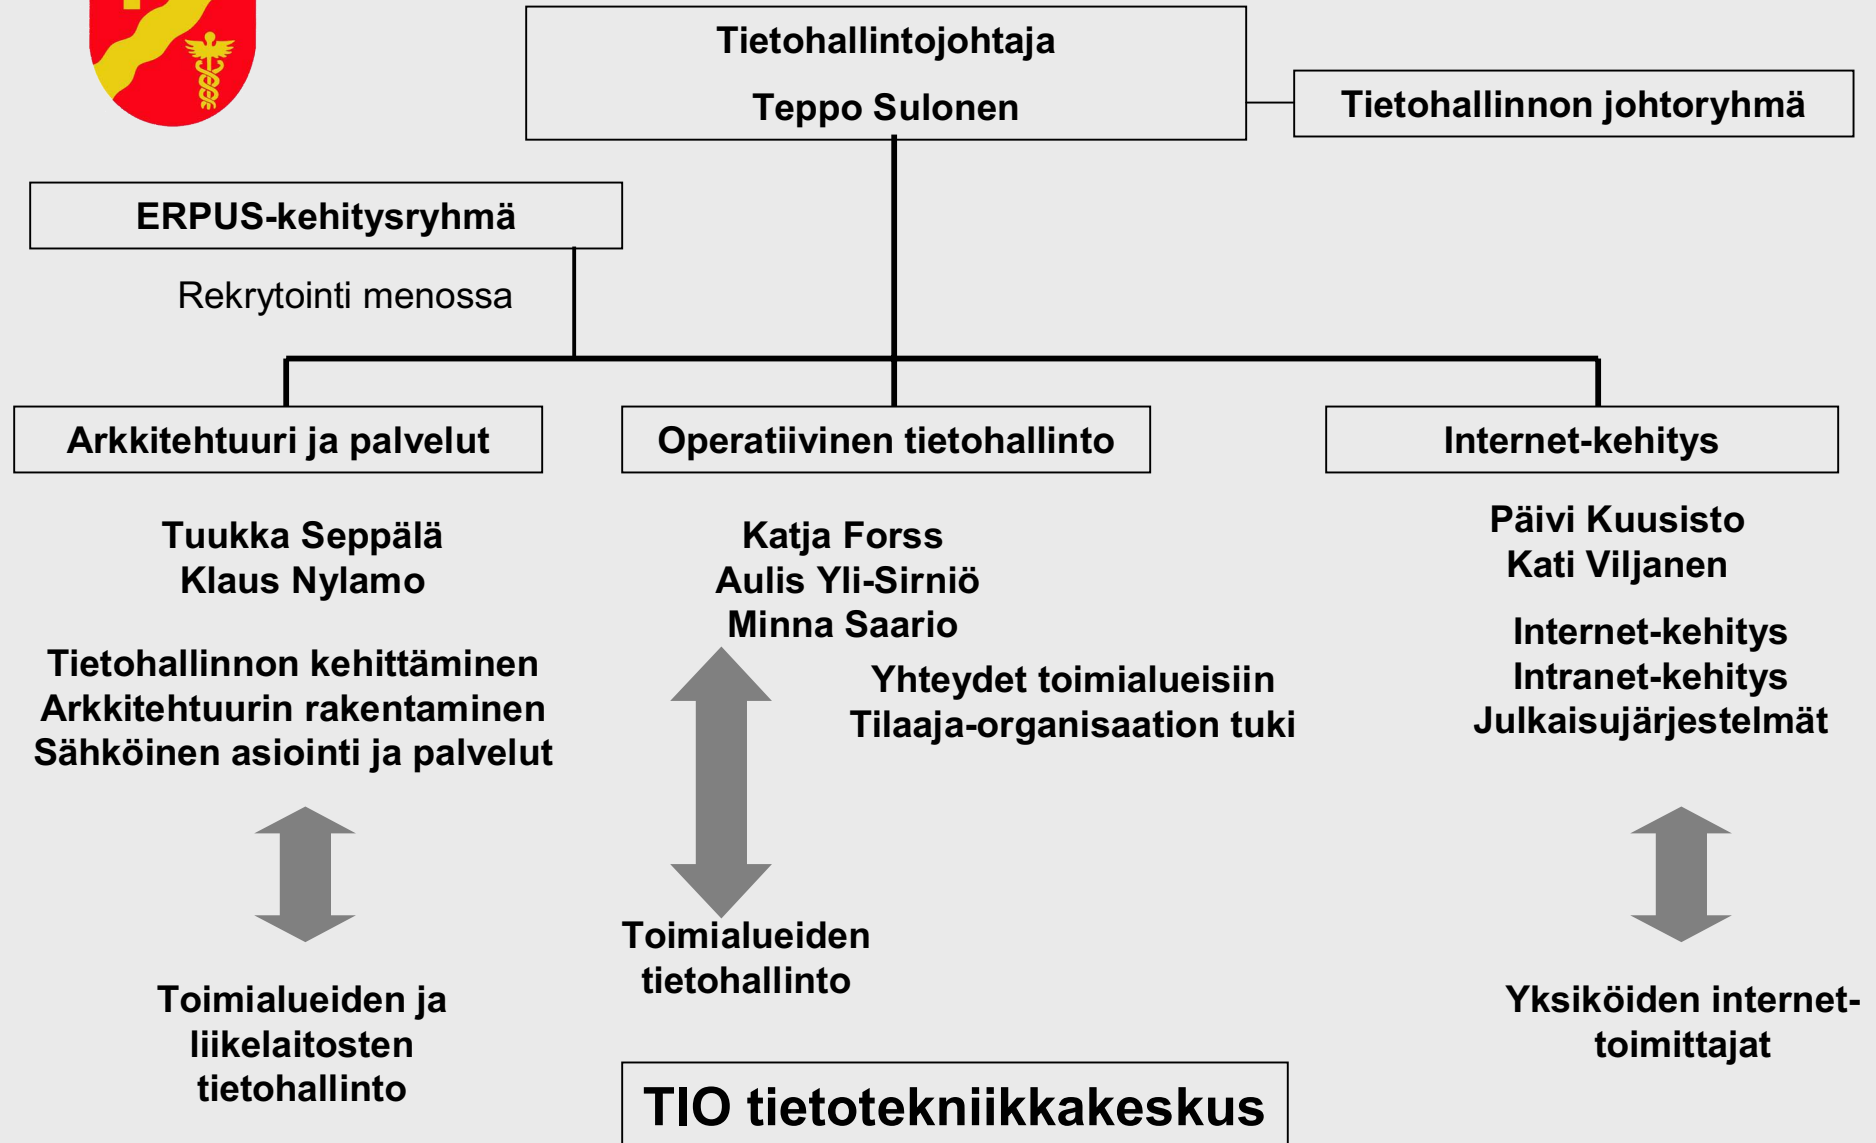 Tietohallintojohtaja
Teppo Sulonen
Tietohallinnon johtoryhmä
ERPUS-kehitysryhmä
Rekrytointi menossa
Arkkitehtuuri ja palvelut
Tuukka Seppälä
Klaus Nylamo
Tietohallinnon kehittäminen
Arkkitehtuurin rakentaminen
Sähköinen asiointi ja palvelut
Toimialueiden ja
liikelaitosten
tietohallinto
Operatiivinen tietohallinto
Katja Forss
Aulis Yli-Sirniö
Minna Saario
Yhteydet toimialueisiin
Tilaaja-organisaation tuki
Toimialueiden
tietohallinto
Internet-kehitys
Päivi Kuusisto
Kati Viljanen
Internet-kehitys
Intranet-kehitys
Julkaisujärjestelmät
Yksiköiden internet-
toimittajat
TIO tietotekniikkakeskus